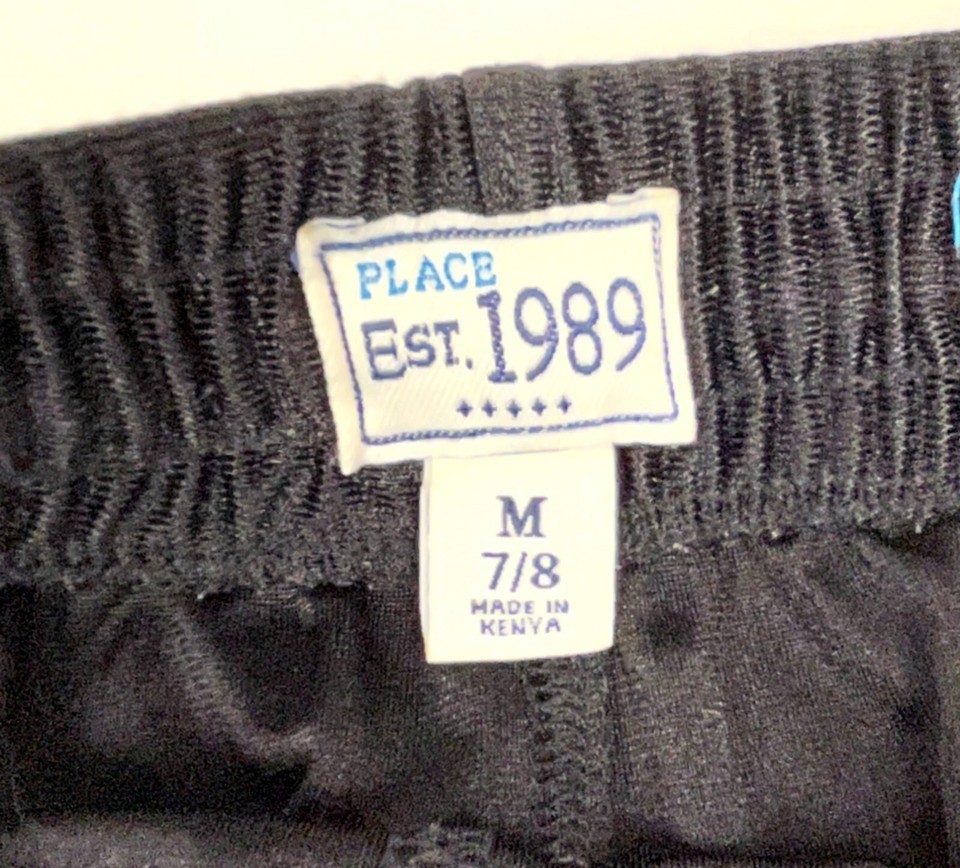 PLACE
EST. 1989
M
7/8
MADE IN
KENYA